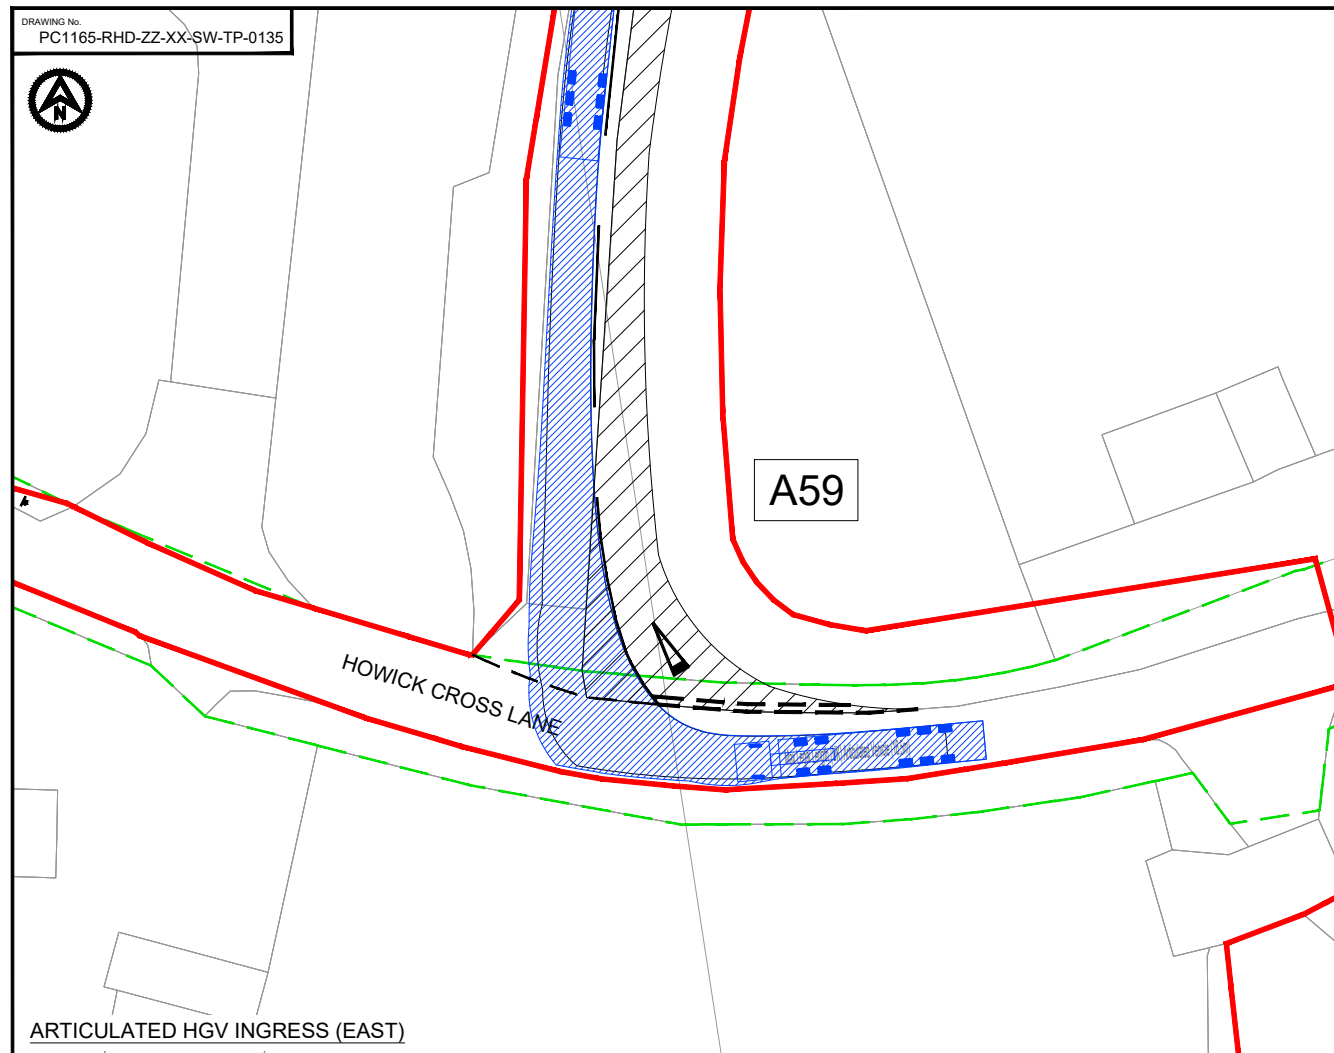 DRAWING No.
PC1165-RHD-ZZ-XX-SW-TP-0135
N
A59
HOWICK CROSS LANE
ARTICULATED HGV INGRESS (EAST)